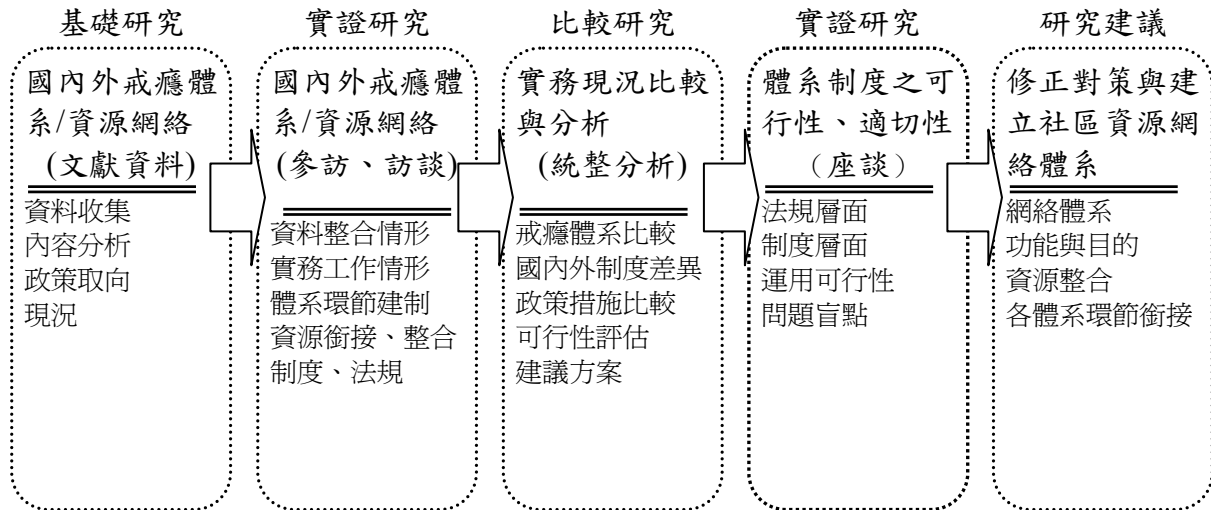 基礎研究
國內外戒癮體
系/資源網絡
(文獻資料)
資料收集
內容分析
政策取向
現況
實證研究
國內外戒癮體
系/資源網絡
(參訪、訪談)
資料整合情形
實務工作情形
體系環節建制
資源銜接、整合
制度、法規
比較研究
實務現況比較
與分析
(統整分析)
戒癮體系比較
國內外制度差異
政策措施比較
可行性評估
建議方案
實證研究
體系制度之可
行性、適切性
（座談）
法規層面
制度層面
運用可行性
問題盲點
研究建議
修正對策與建
立社區資源網
絡體系
網絡體系
功能與目的
資源整合
各體系環節銜接